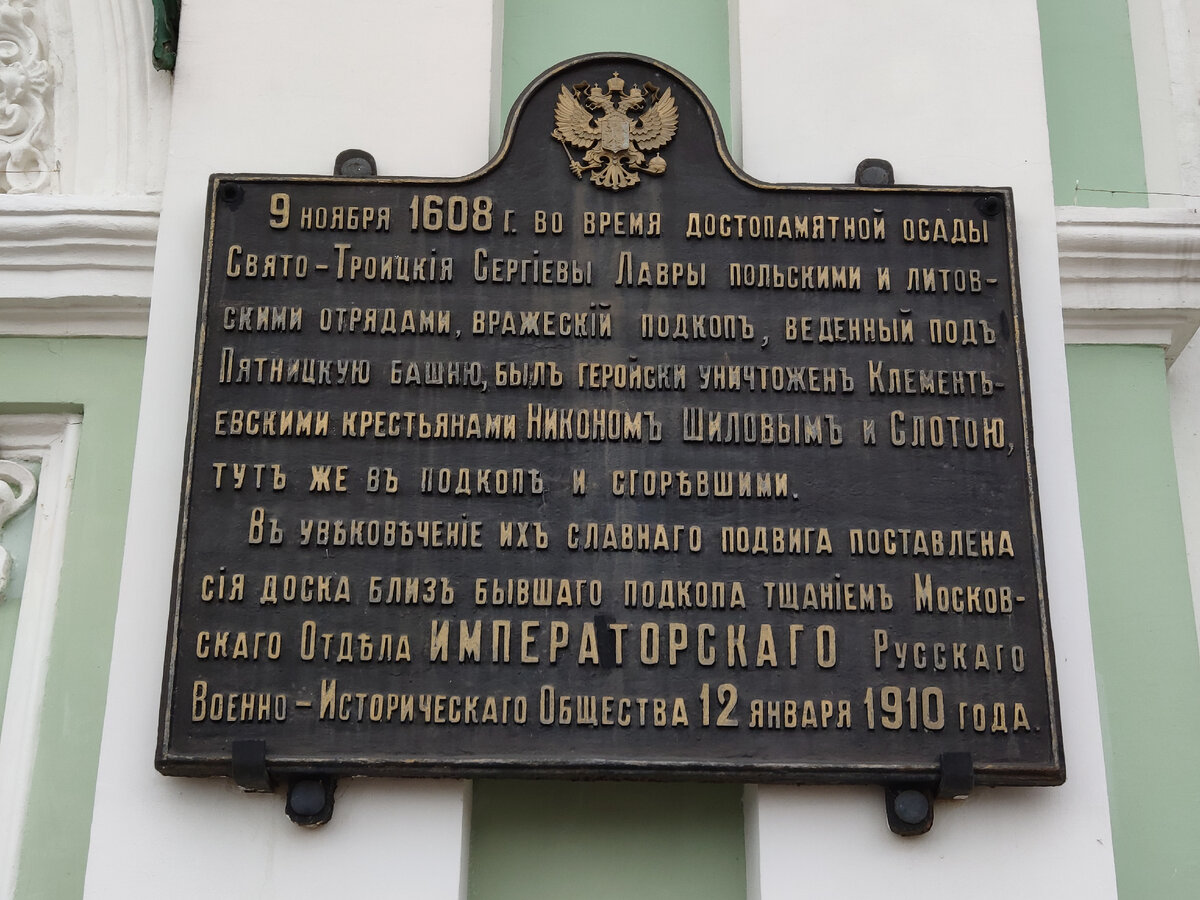 9 ноября 1608 г. во время достопамятной осады
Свято-Троицкія Сергіевы Лавры польскими и литов-
скими отрядами, вражескій подкопъ, веденный подъ
Пятницкую башню, былъ геройски уничтоженъ Клементь-
евскими крестьянами Никономъ Шиловымъ и Слотою,
тутъ же въ подкопѣ и сгорѣвшими.
Въ увѣковѣченіе ихъ славнаго подвига поставлена
сія доска близъ бывшаго подкопа тщаніемъ Москов-
скаго Отдѣла ИМПЕРАТОРСКАГО Русскаго
Военно-Историческаго Общества 12 января 1910 года.